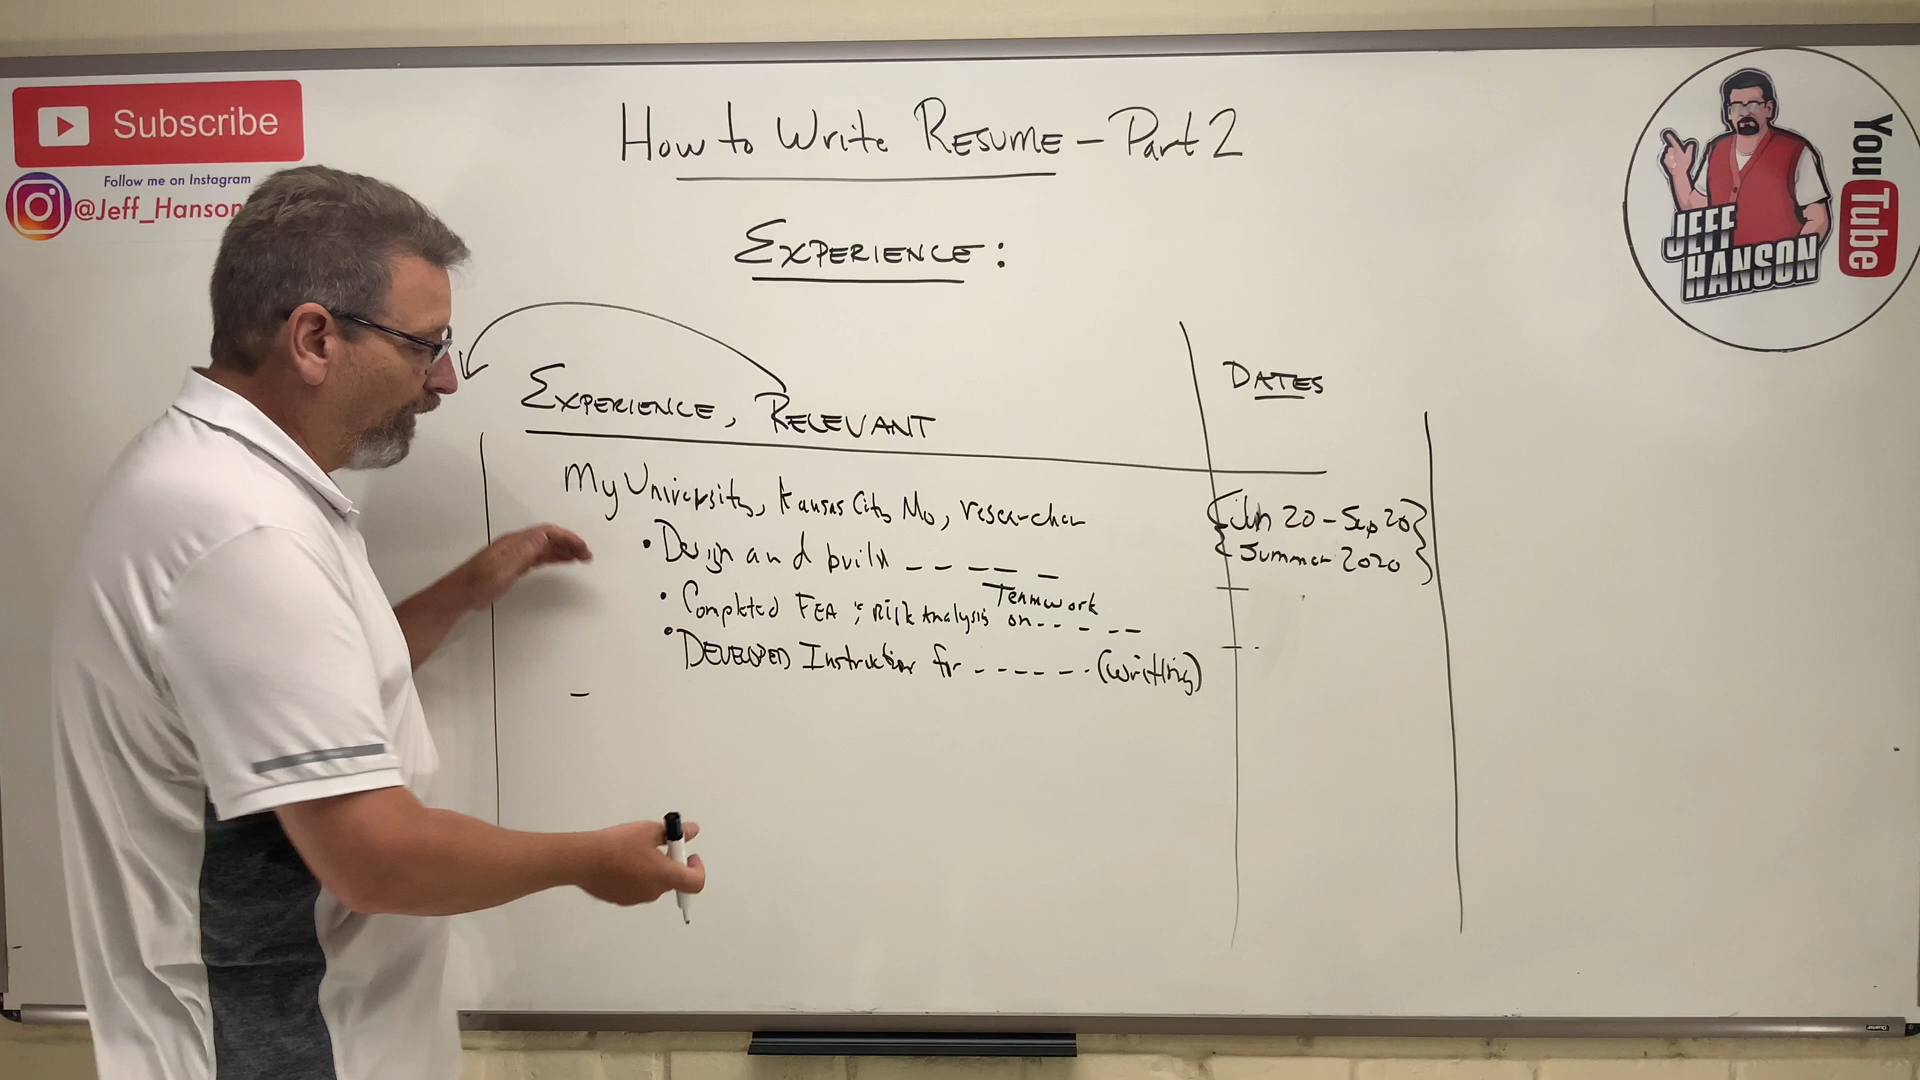 Subscribe
Follow me on Instagram
@Jeff_Hanson
How to Write RESUME - Part 2
EXPERIENCE:
JEFF
HANSON
YouTube
EXPERIENCE, RELEVANT
DATES
My University, Kansas City Mo, researcher
Jun 20 - Sep 20
Summer 2020
• Design and build _ _ _ _ _
Teamwork
• Completed FEA & Risk Analysis on - - - - -
• DEVELOPED Instruction for - - - - - - (writting)